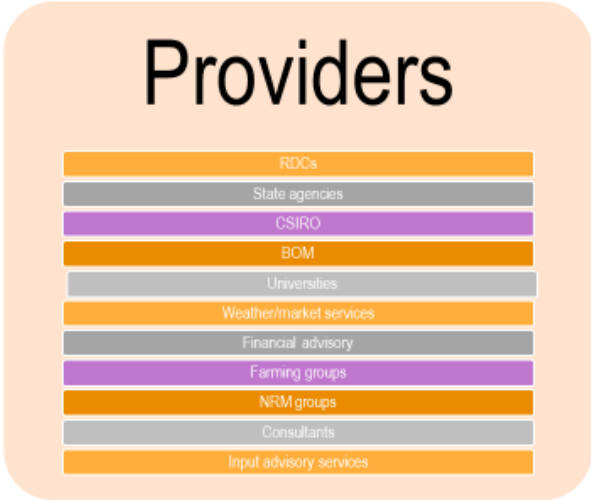 Providers
RDCs
State agencies
CSIRO
BOM
Universities
Weather/market services
Financial advisory
Farming groups
NRM groups
Consultants
Input advisory services